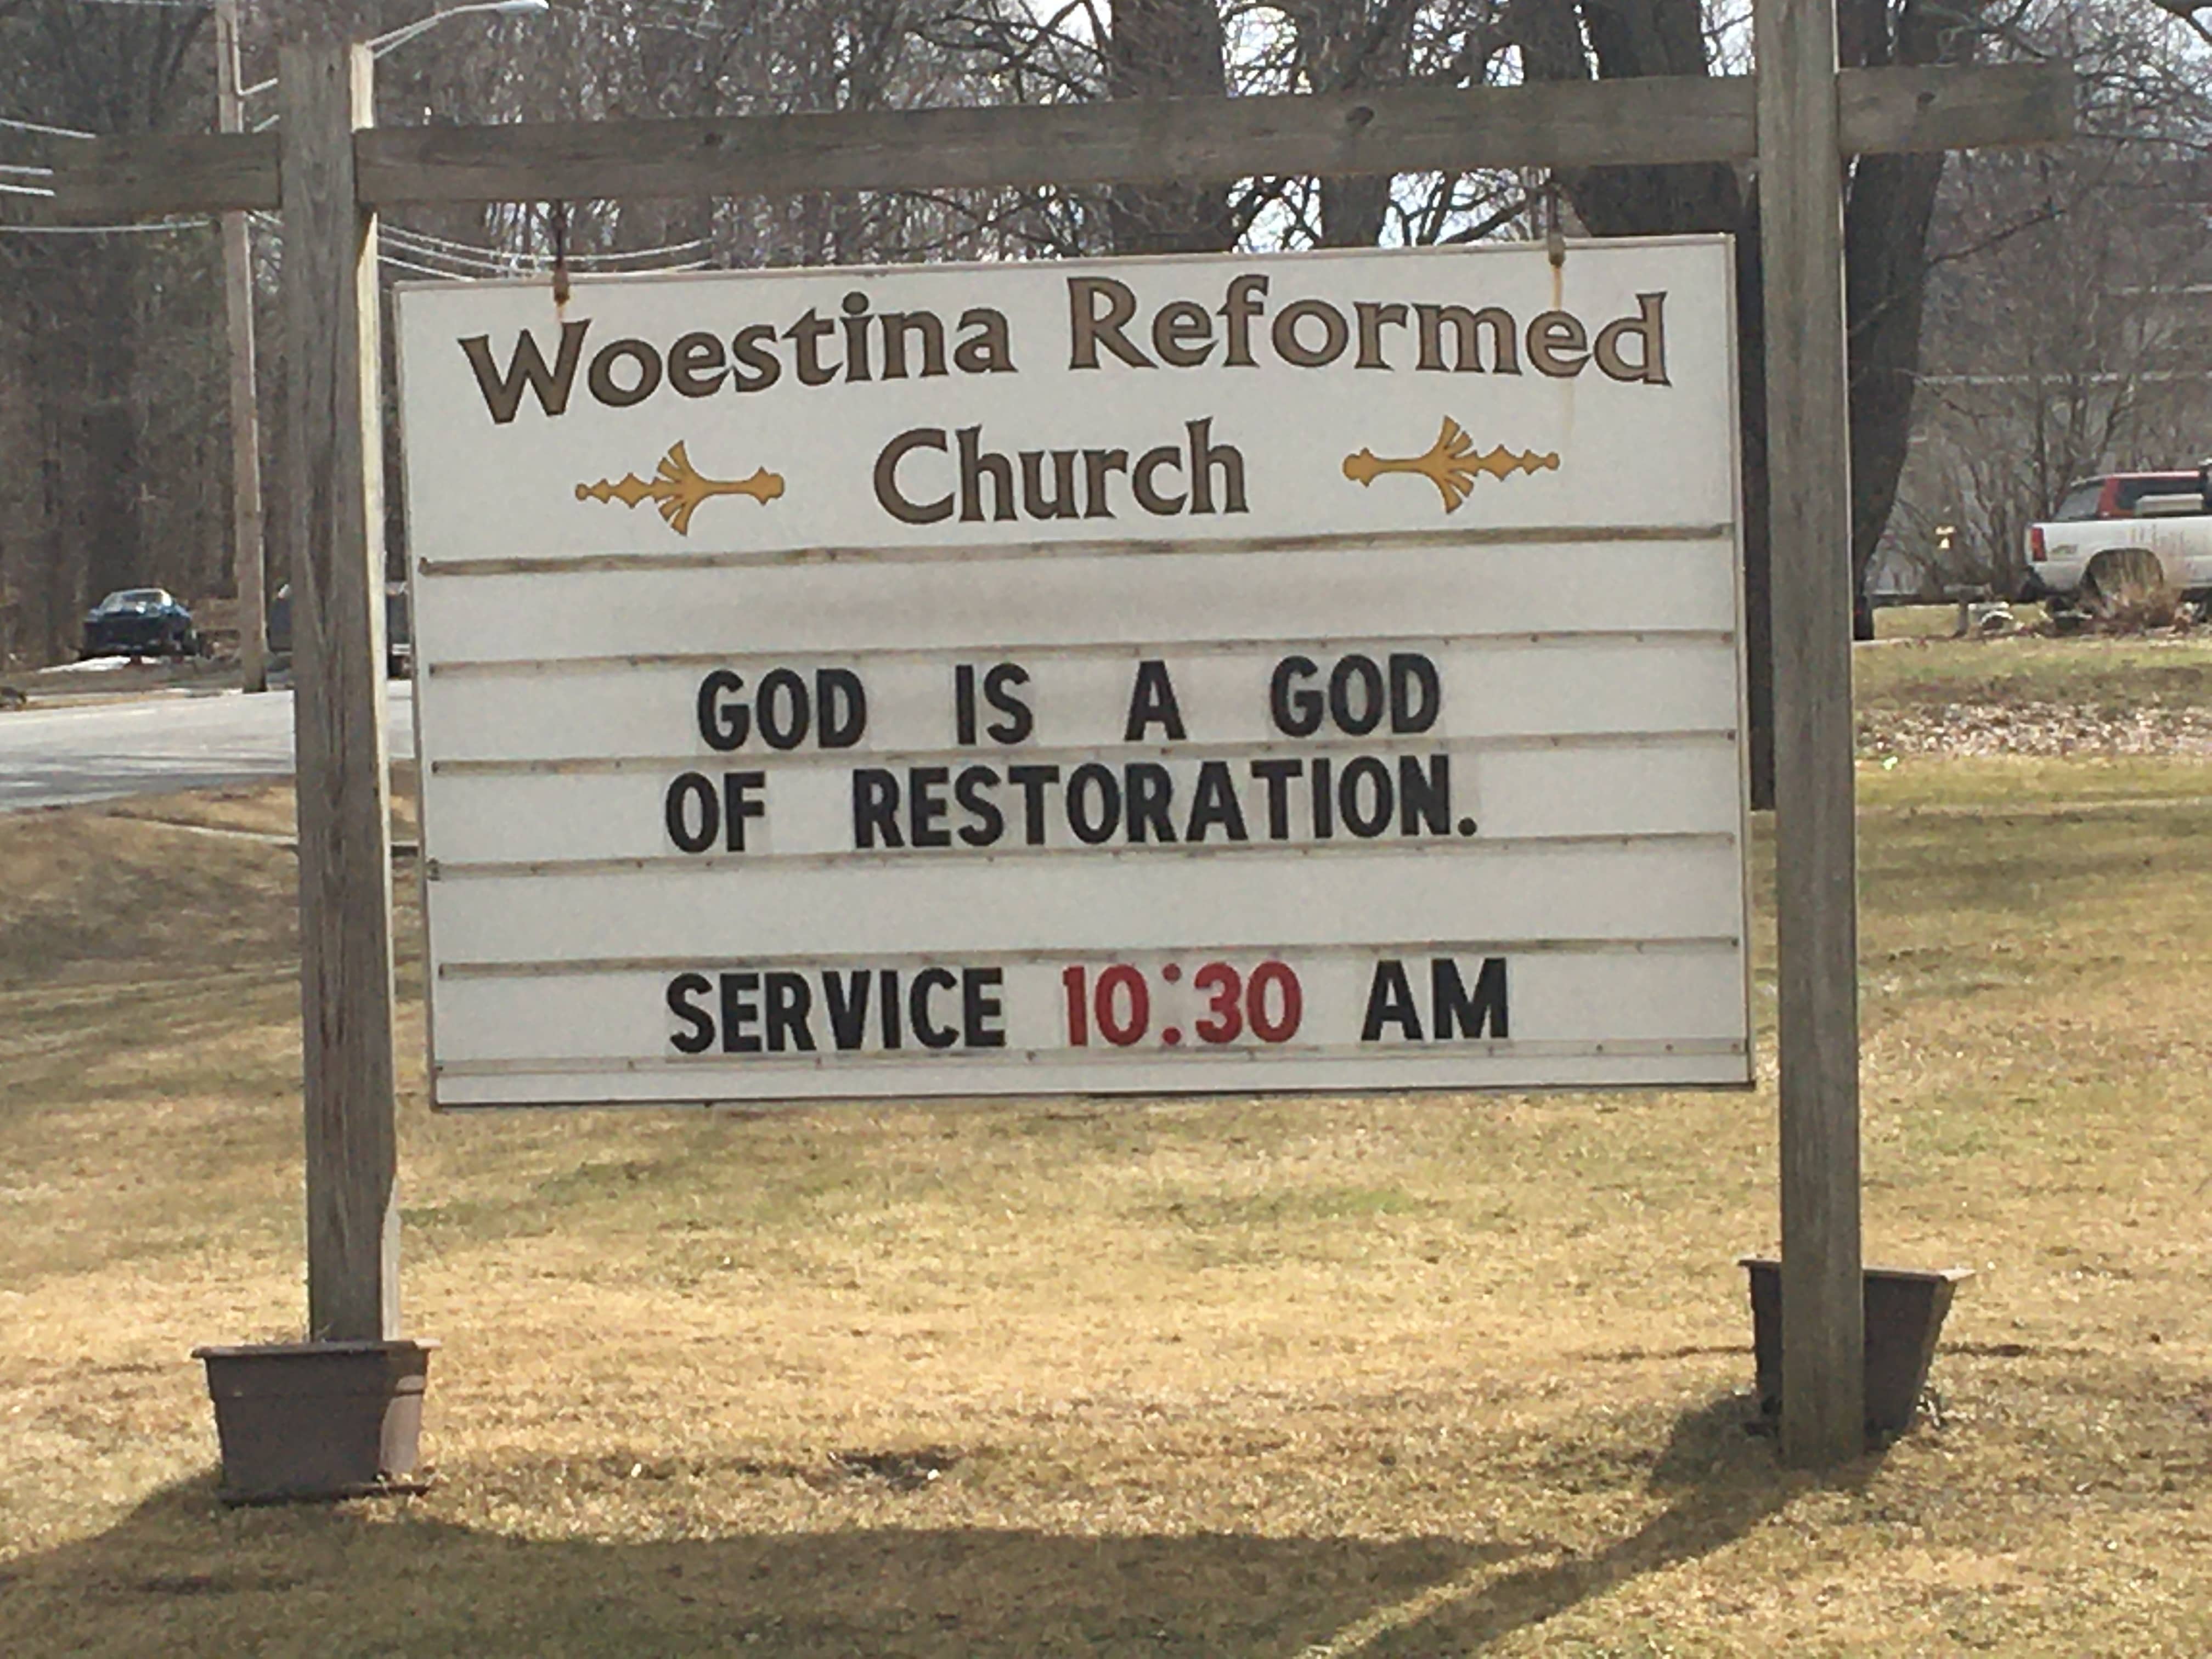 Woestina Reformed
Church
GOD IS A GOD
OF RESTORATION.
SERVICE 10:30 AM